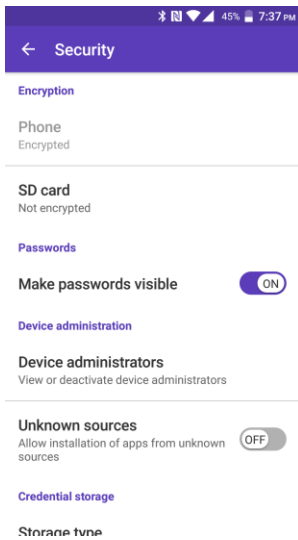 45% 7:37 PM
Security
Encryption
Phone
Encrypted
SD card
Not encrypted
Passwords
Make passwords visible ON
Device administration
Device administrators
View or deactivate device administrators
Unknown sources
Allow installation of apps from unknown OFF
sources
Credential storage
Storage type